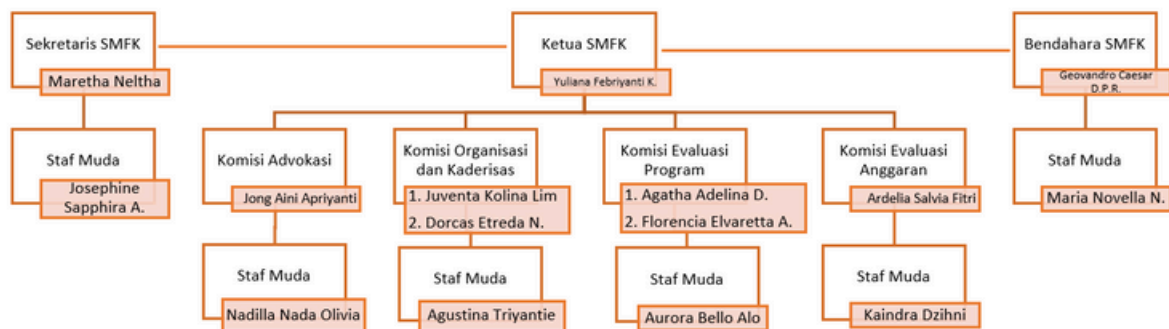 Sekretaris SMFK
Maretha Neltha
Ketua SMFK
Yuliana Febriyanti K.
Bendahara SMFK
Geovandro Caesar
D.P.R.
Staf Muda
Josephine
Sapphira A.
Komisi Advokasi
Jong Aini Apriyanti
Komisi Organisasi
dan Kaderisas
1. Juventa Kolina Lim
2. Dorcas Etreda N.
Komisi Evaluasi
Program
1. Agatha Adelina D.
2. Florencia Elvaretta A.
Komisi Evaluasi
Anggaran
Ardelia Salvia Fitri
Staf Muda
Maria Novella N.
Staf Muda
Nadilla Nada Olivia
Staf Muda
Agustina Triyantie
Staf Muda
Aurora Bello Alo
Staf Muda
Kaindra Dzihni